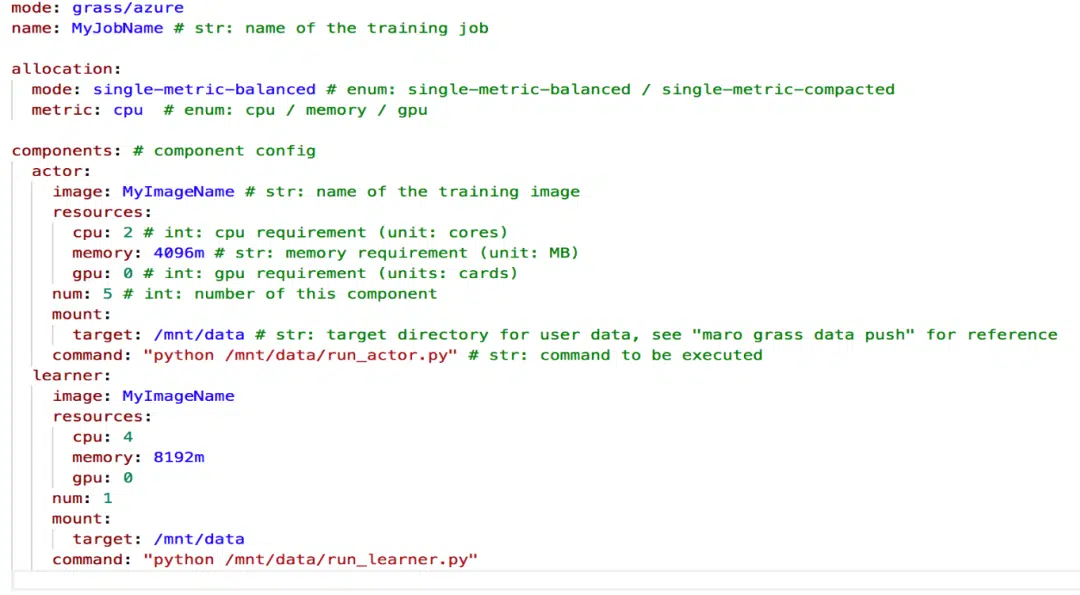 mode: grass/azure
name: MyJobName # str: name of the training job
allocation:
mode: single-metric-balanced # enum: single-metric-balanced / single-metric-compacted
metric: cpu  # enum: cpu / memory / gpu
components: # component config
actor:
image: MyImageName # str: name of the training image
resources:
cpu: 2 # int: cpu requirement (unit: cores)
memory: 4096m # str: memory requirement (unit: MB)
gpu: 0 # int: gpu requirement (units: cards)
num: 5 # int: number of this component
mount:
target: /mnt/data # str: target directory for user data, see "maro grass data push" for reference
command: "python /mnt/data/run_actor.py" # str: command to be executed
learner:
image: MyImageName
resources:
cpu: 4
memory: 8192m
gpu: 0
num: 1
mount:
target: /mnt/data
command: "python /mnt/data/run_learner.py"